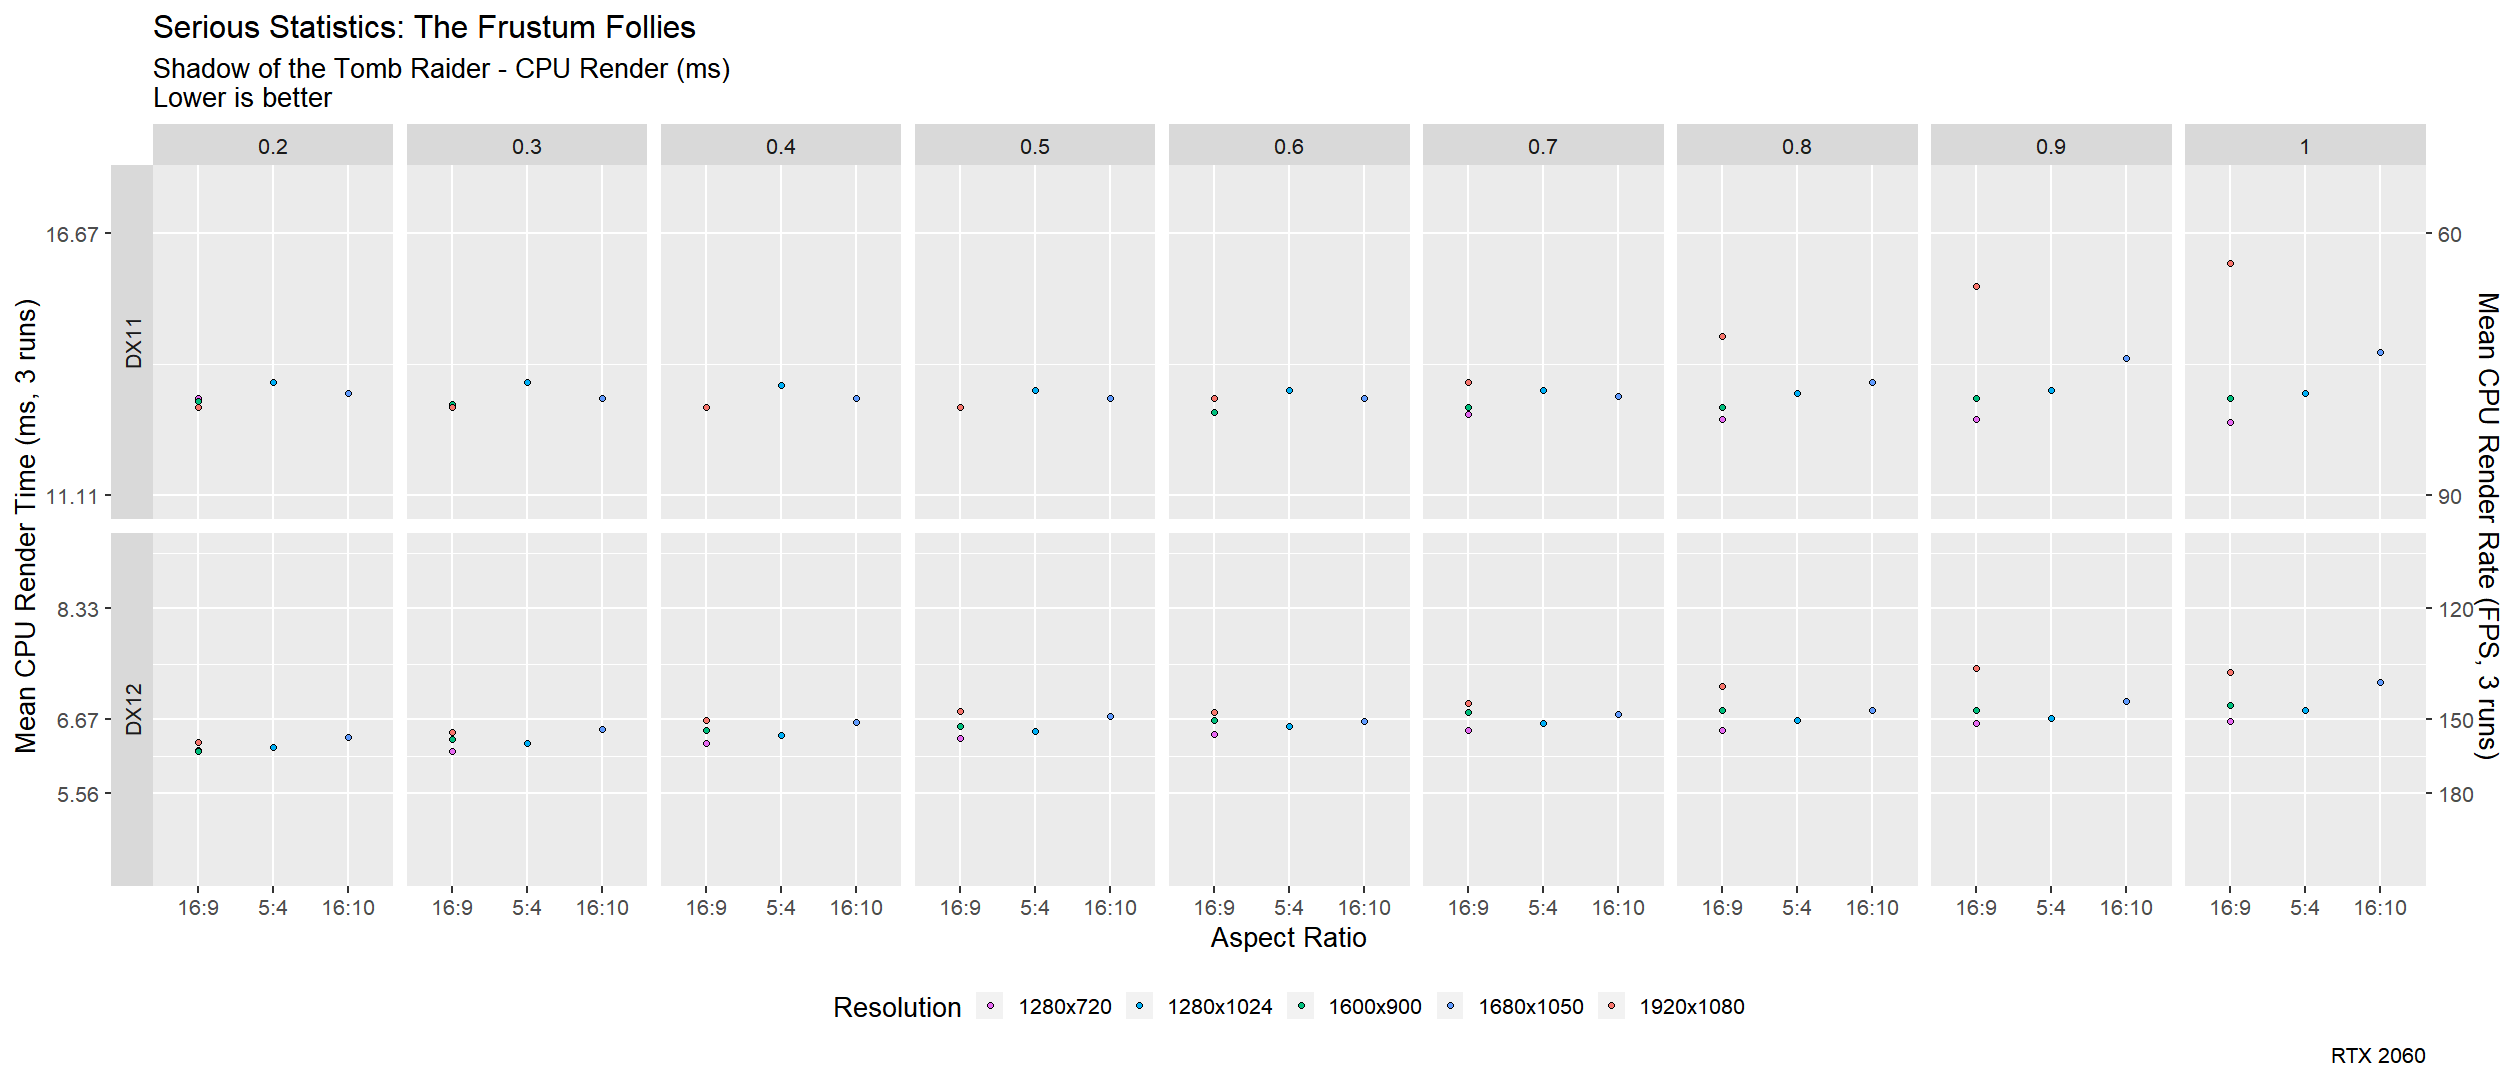 Serious Statistics: The Frustum Follies
Shadow of the Tomb Raider - CPU Render (ms)
Lower is better
0.2 0.3 0.4 0.5 0.6 0.7 0.8 0.9 1
Mean CPU Render Time (ms, 3 runs)
DX11
16.67
11.11
60
90
DX12
8.33
6.67
5.56
120
150
180
Mean CPU Render Rate (FPS, 3 runs)
16:9 5:4 16:10 16:9 5:4 16:10 16:9 5:4 16:10 16:9 5:4 16:10 16:9 5:4 16:10 16:9 5:4 16:10 16:9 5:4 16:10 16:9 5:4 16:10 16:9 5:4 16:10
Aspect Ratio
Resolution 1280x720 1280x1024 1600x900 1680x1050 1920x1080
RTX 2060